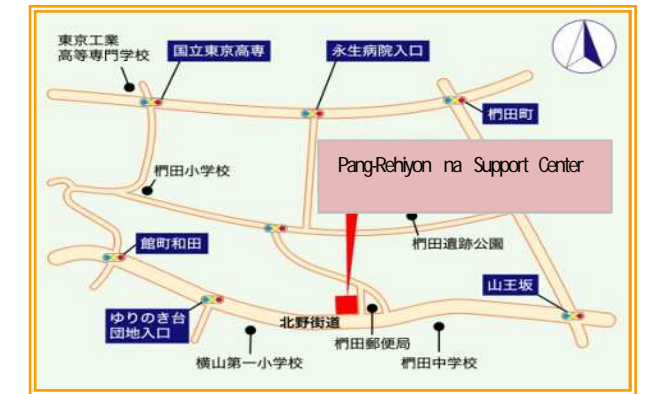 東京工業
高等専門学校
国立東京高専
永生病院入口
椚田町
Pang-Rehiyon na Support Center
椚田小学校
館町和田
椚田遺跡公園
山王坂
ゆりのき台
団地入口
北野街道
椚田郵便局
横山第一小学校
椚田中学校